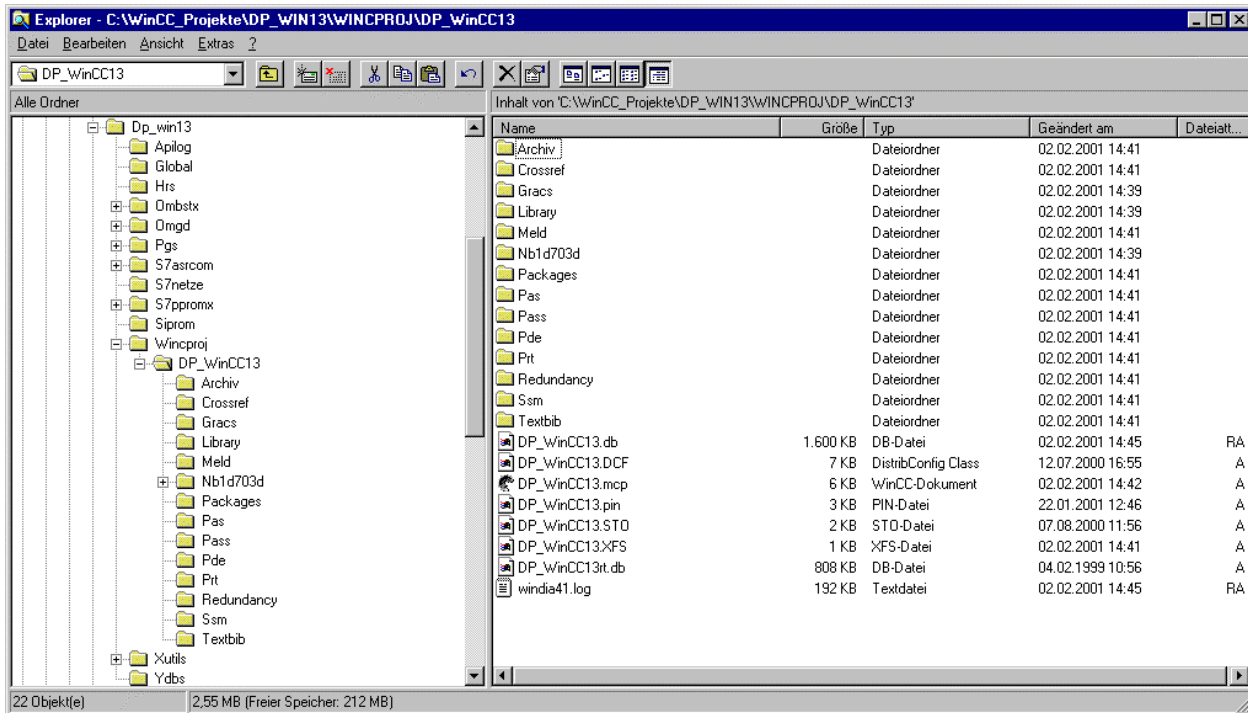 Explorer - C:\WinCC_Projekte\DP_WIN13\WINCPROJ\DP_WinCC13
Datei Bearbeiten Ansicht Extras ?
DP_WinCC13
Alle Ordner
Inhalt von 'C:\WinCC_Projekte\DP_WIN13\WINCPROJ\DP_WinCC13'
Dp_win13
Apilog
Global
Hrs
Ombstx
Omgd
Pgs
S7asrcom
S7netze
S7ppromx
Siprom
Wincproj
DP_WinCC13
Archiv
Crossref
Gracs
Library
Meld
Nb1d703d
Packages
Pas
Pass
Pde
Prt
Redundancy
Ssm
Textbib
Xutils
Ydbs
Name Größe Typ Geändert am Dateiatt...
Archiv Dateiordner 02.02.2001 14:41
Crossref Dateiordner 02.02.2001 14:41
Gracs Dateiordner 02.02.2001 14:39
Library Dateiordner 02.02.2001 14:39
Meld Dateiordner 02.02.2001 14:41
Nb1d703d Dateiordner 02.02.2001 14:39
Packages Dateiordner 02.02.2001 14:41
Pas Dateiordner 02.02.2001 14:41
Pass Dateiordner 02.02.2001 14:41
Pde Dateiordner 02.02.2001 14:41
Prt Dateiordner 02.02.2001 14:41
Redundancy Dateiordner 02.02.2001 14:41
Ssm Dateiordner 02.02.2001 14:41
Textbib Dateiordner 02.02.2001 14:41
DP_WinCC13.db 1.600 KB DB-Datei 02.02.2001 14:45 RA
DP_WinCC13.DCF 7 KB DistribConfig Class 12.07.2000 16:55 A
DP_WinCC13.mcp 6 KB WinCC-Dokument 02.02.2001 14:42 A
DP_WinCC13.pin 3 KB PIN-Datei 22.01.2001 12:46 A
DP_WinCC13.STO 2 KB STO-Datei 07.08.2000 11:56 A
DP_WinCC13.XFS 1 KB XFS-Datei 02.02.2001 14:41 A
DP_WinCC13rt.db 808 KB DB-Datei 04.02.1999 10:56 A
windia41.log 192 KB Textdatei 02.02.2001 14:45 RA
22 Objekt(e) 2,55 MB (Freier Speicher: 212 MB)